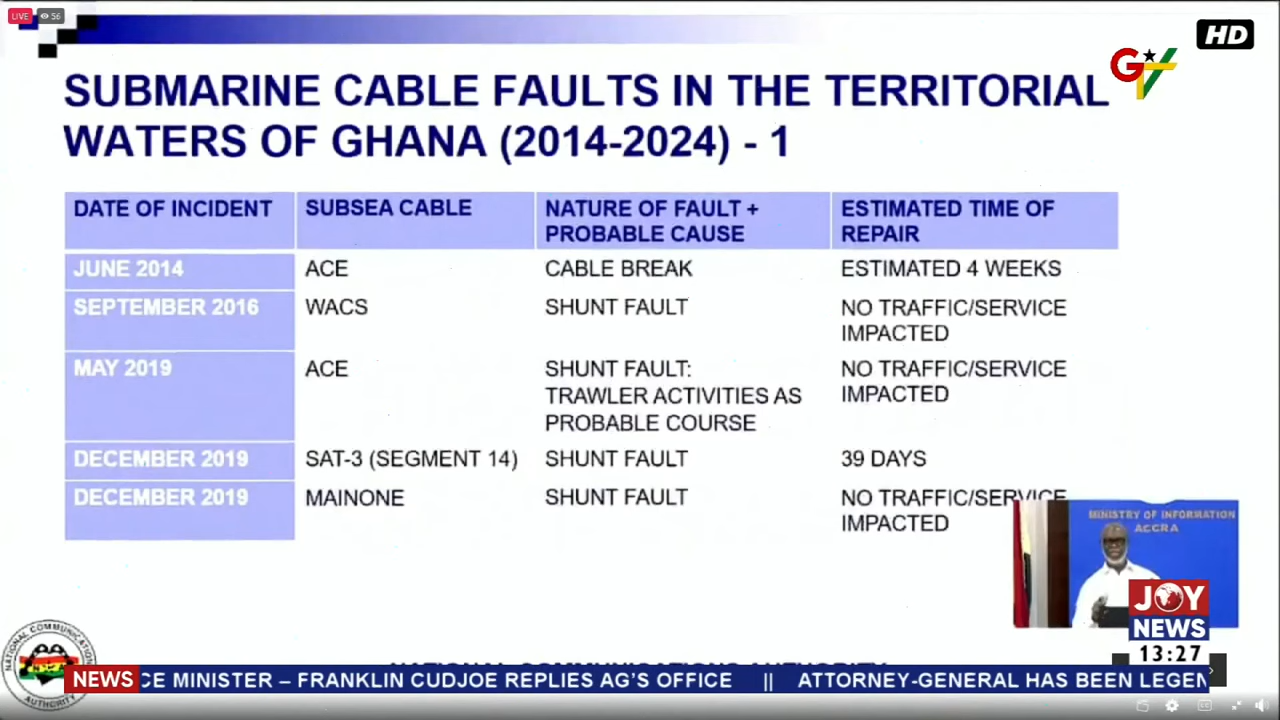 LIVE 56
HD
SUBMARINE CABLE FAULTS IN THE TERRITORIAL
WATERS OF GHANA (2014-2024) - 1
DATE OF INCIDENT
SUBSEA CABLE
NATURE OF FAULT +
PROBABLE CAUSE
ESTIMATED TIME OF
REPAIR
JUNE 2014
ACE
CABLE BREAK
ESTIMATED 4 WEEKS
SEPTEMBER 2016
WACS
SHUNT FAULT
NO TRAFFIC/SERVICE
IMPACTED
MAY 2019
ACE
SHUNT FAULT:
TRAWLER ACTIVITIES AS
PROBABLE COURSE
NO TRAFFIC/SERVICE
IMPACTED
DECEMBER 2019
SAT-3 (SEGMENT 14)
SHUNT FAULT
39 DAYS
DECEMBER 2019
MAINONE
SHUNT FAULT
NO TRAFFIC/SERVICE
IMPACTED
MINISTRY OF INFORMATION
ACCRA
JOY
NEWS
13:27
NATIONAL COMMUNICATIONS AUTHORITY
NEWS
CE MINISTER – FRANKLIN CUDJOE REPLIES AG'S OFFICE || ATTORNEY-GENERAL HAS BEEN LEGEN